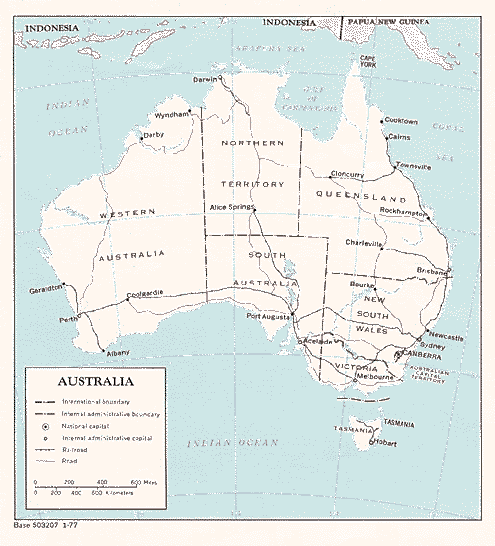 INDONESIA
INDONESIA
PAPUA NEW GUINEA
ARAFURA SEA
CAPE
YORK
Darwin
GULF
OF
CARPENTARIA
INDIAN
OCEAN
Wyndham
Cooktown
CORAL
SEA
Derby
Cairns
NORTHERN
Townsville
Cloncurry
TERRITORY
QUEENSLAND
Alice Springs
Rockhampton
WESTERN
Charleville
SOUTH
AUSTRALIA
Brisbane
AUSTRALIA
Geraldton
Bourke
Coolgardie
NEW
Perth
Port Augusta
SOUTH
WALES
Newcastle
Adelaide
Sydney
Albany
CANBERRA
VICTORIA
AUSTRALIAN
CAPITAL
TERRITORY
Melbourne
AUSTRALIA
International boundary
Internal administrative boundary
National capital
Internal administrative capital
Railroad
Road
0 200 400 600 Miles
0 200 400 600 Kilometers
TASMANIA
TASMANIA
Hobart
INDIAN OCEAN
Base 503207 1-77